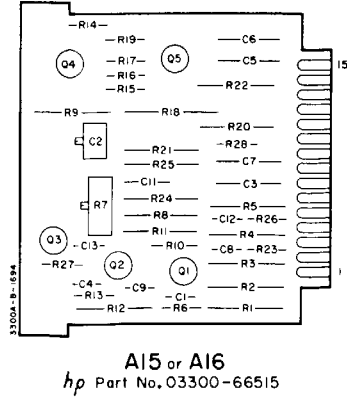 R14
R19
C6
Q4
Q5
R17
C5
15
R16
R22
R15
R9
R18
R20
C2
R21
R28
R25
C7
C11
C3
R7
R24
R5
R8
C12
R26
R11
R4
Q3
C13
R10
C8
R23
R27
Q2
Q1
R3
1
C4
C9
R2
R13
C1
R12
R6
R1
3300A-B-1694
A15 or A16
hp Part No. 03300-66515